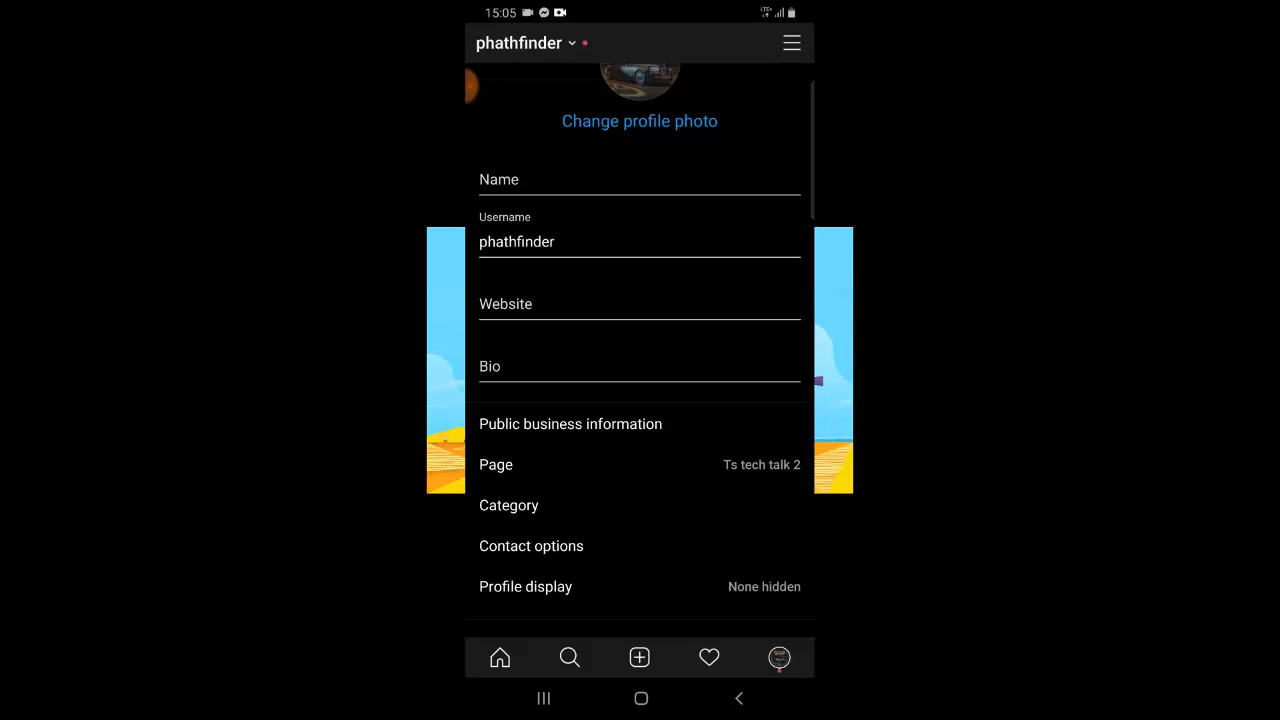 15:05
LTE+
phathfinder
Change profile photo
Name
Username
phathfinder
Website
Bio
Public business information
Page Ts tech talk 2
Category
Contact options
Profile display None hidden